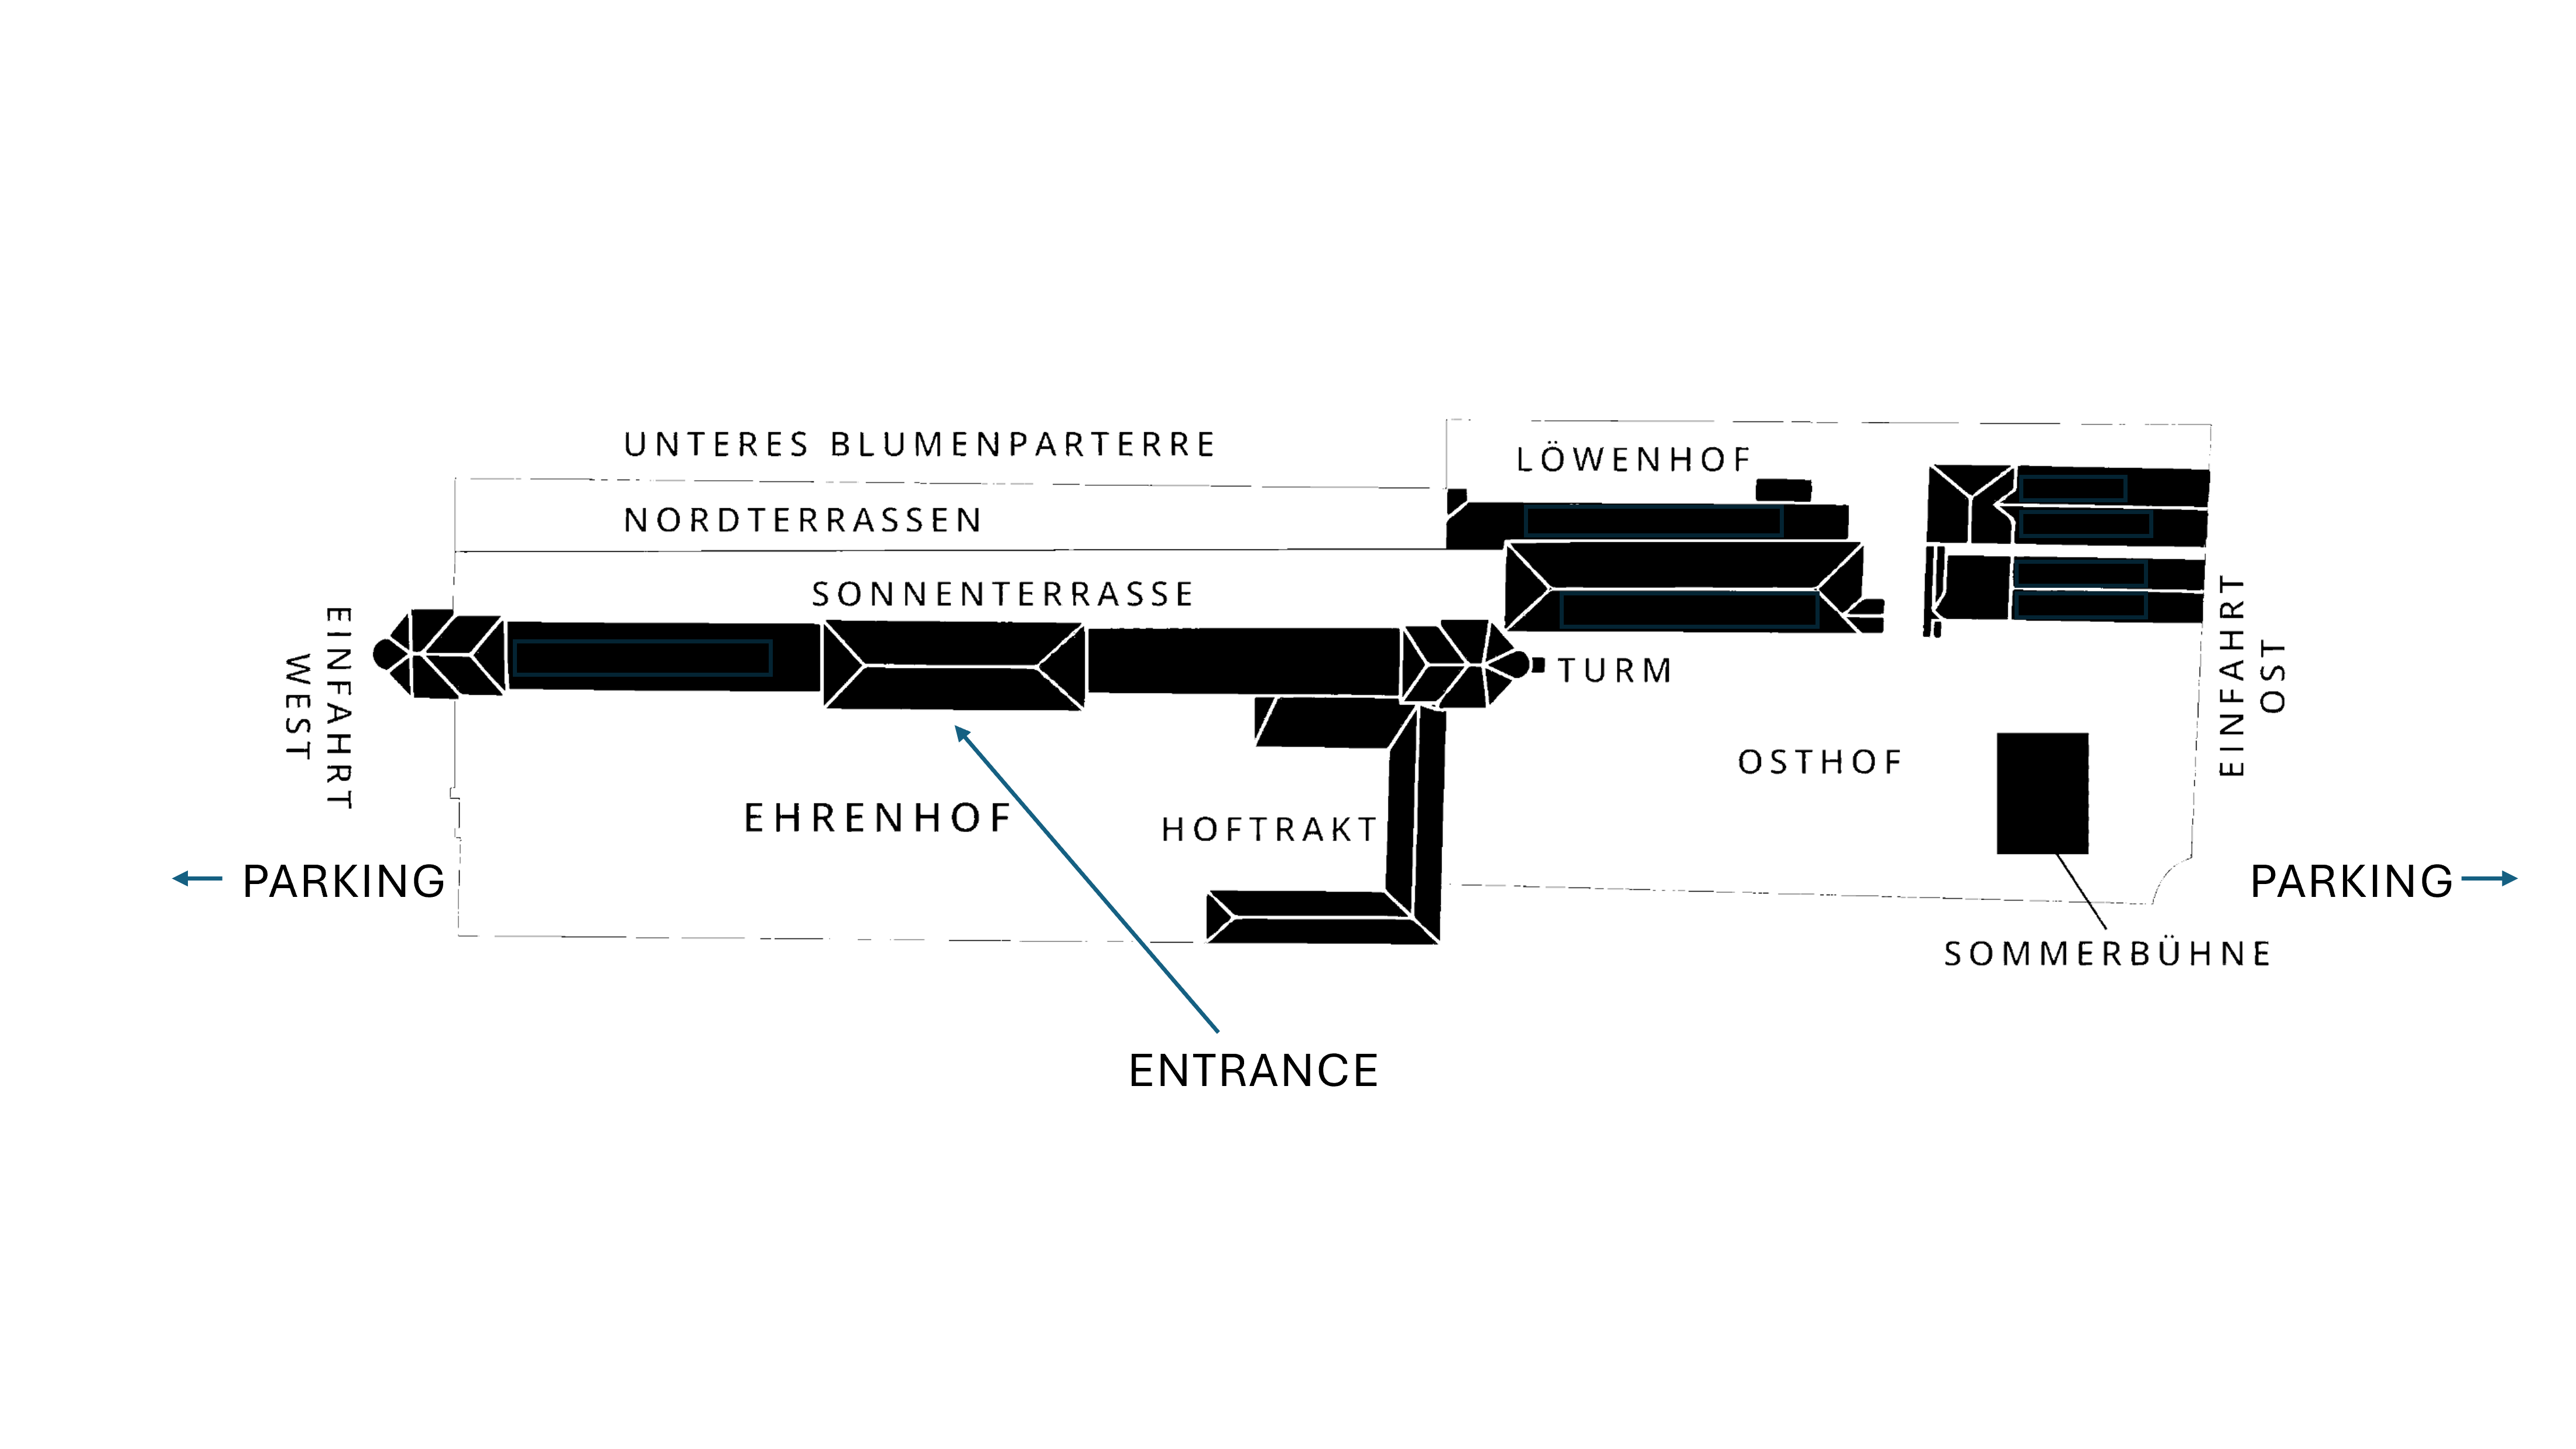 UNTERES BLUMENPARTERRE
LÖWENHOF
NORDTERRASSEN
SONNENTERRASSE
EINFAHRT
WEST
TURM
EINFAHRT
OST
OSTHOF
EHRENHOF
HOFTRAKT
PARKING
PARKING
SOMMERBÜHNE
ENTRANCE